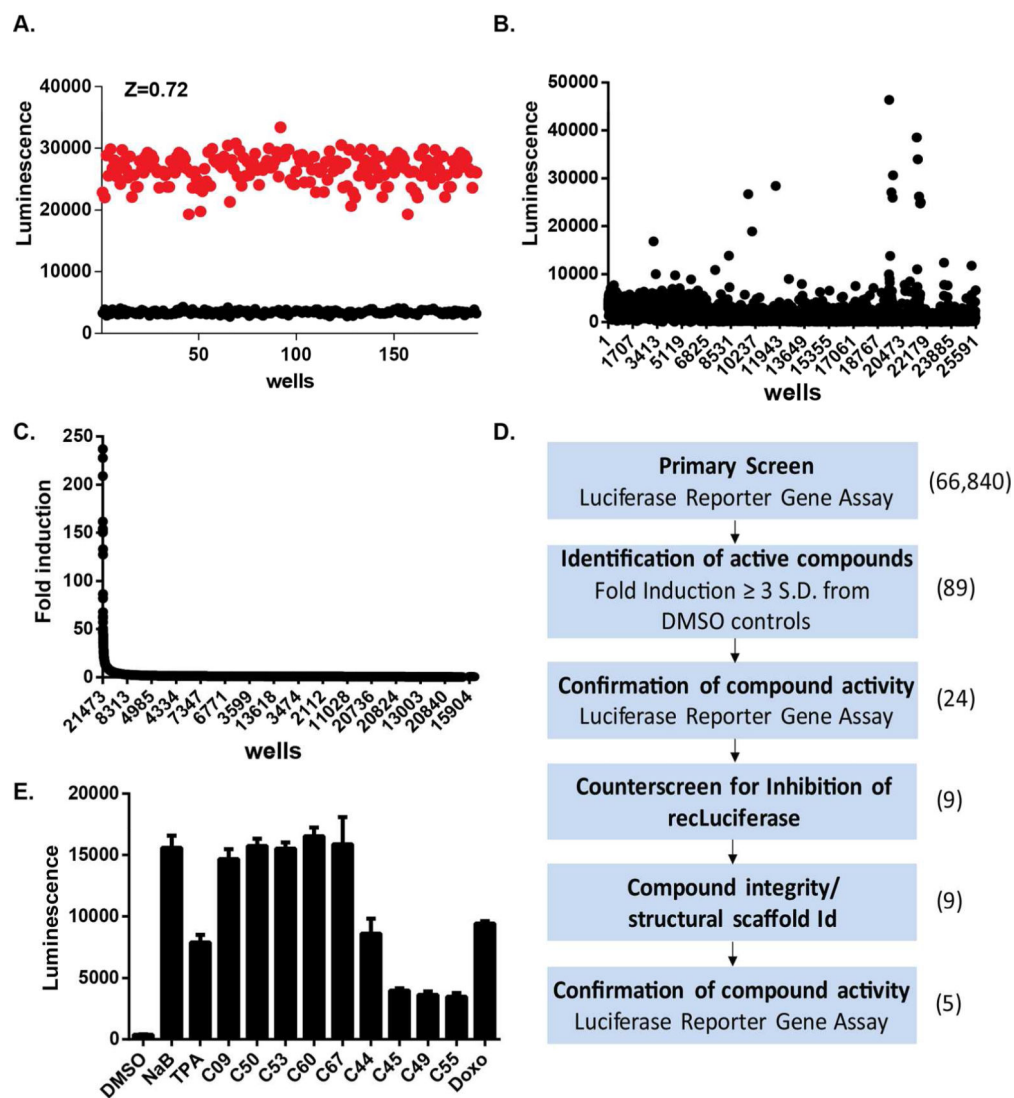 A.
Z=0.72
Luminescence
40000
30000
20000
10000
0
50
100
150
wells
B.
Luminescence
50000
40000
30000
20000
10000
0
1
1707
3413
5119
6825
8531
10237
11943
13649
15355
17061
18767
20473
22179
23885
25591
wells
C.
Fold induction
250
200
150
100
50
0
21473
8313
4985
4334
7347
6771
3599
13618
3474
2112
11028
20736
20824
13003
20840
15904
wells
D.
Primary Screen
Luciferase Reporter Gene Assay
(66,840)
Identification of active compounds
Fold Induction ≥ 3 S.D. from
DMSO controls
(89)
Confirmation of compound activity
Luciferase Reporter Gene Assay
(24)
Counterscreen for Inhibition of
recLuciferase
(9)
Compound integrity/
structural scaffold Id
(9)
Confirmation of compound activity
Luciferase Reporter Gene Assay
(5)
E.
Luminescence
20000
15000
10000
5000
0
DMSO
NaB
TPA
C09
C50
C53
C60
C67
C44
C45
C49
C55
Doxo